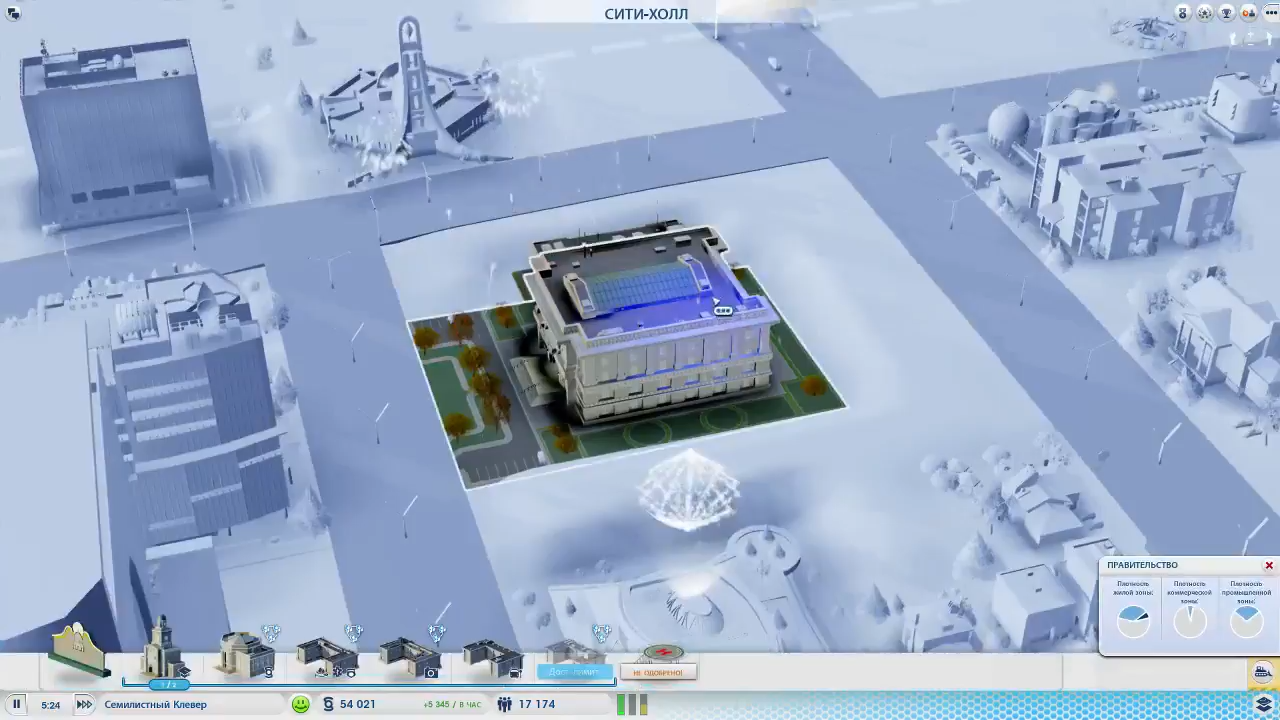 СИТИ-ХОЛЛ
ПРАВИТЕЛЬСТВО
Плотность жилой зоны:
Плотность коммерческой зоны:
Плотность промышленной зоны:
НЕ ОДОБРЕНО!
5:24
Семилистный Клевер
54 021
+5 345 / В ЧАС
17 174